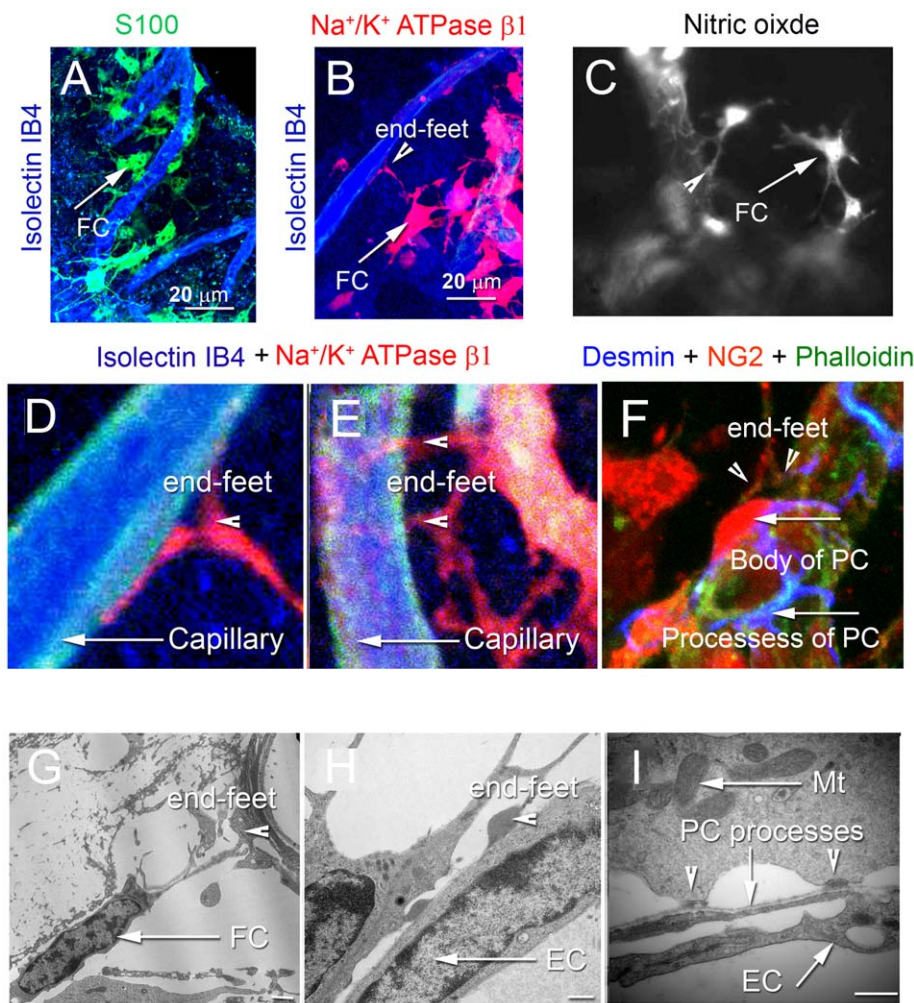 S100
Na⁺/K⁺ ATPase β1
Nitric oixde
Isolectin IB4
A
FC
20 μm
Isolectin IB4
B
end-feet
FC
20 μm
C
FC
Isolectin IB4 + Na⁺/K⁺ ATPase β1
Desmin + NG2 + Phalloidin
D
end-feet
Capillary
E
end-feet
Capillary
F
end-feet
Body of PC
Processess of PC
G
end-feet
FC
H
end-feet
EC
I
Mt
PC processes
EC